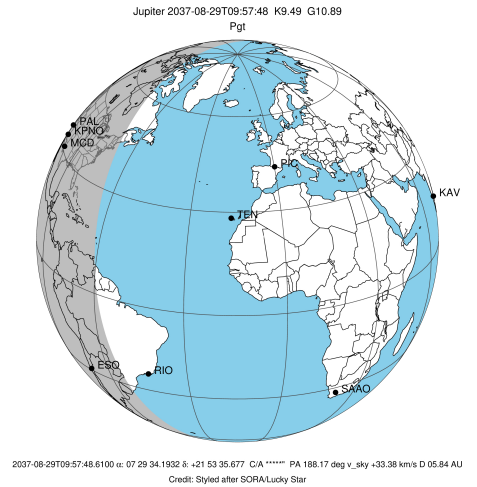 Jupiter 2037-08-29T09:57:48 K9.49 G10.89
Pgt
PAL
KPNO
MCD
PIC
KAV
TEN
ESO
RIO
SAAO
2037-08-29T09:57:48.6100 α: 07 29 34.1932 δ: +21 53 35.677 C/A *****" PA 188.17 deg v_sky +33.38 km/s D 05.84 AU
Credit: Styled after SORA/Lucky Star